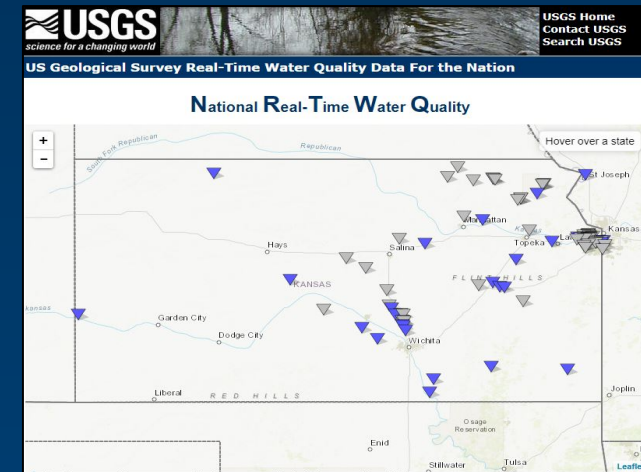 USGS
science for a changing world
USGS Home
Contact USGS
Search USGS
US Geological Survey Real-Time Water Quality Data For the Nation
National Real-Time Water Quality
+
−
Hover over a state
South Fork Republican
Republican
St Joseph
Manhattan
Kansas
Topeka
Kansas
Hays
Salina
FLINT HILLS
KANSAS
Garden City
Dodge City
Wichita
Liberal
RED HILLS
Joplin
Osage
Reservation
Enid
Stillwater
Tulsa